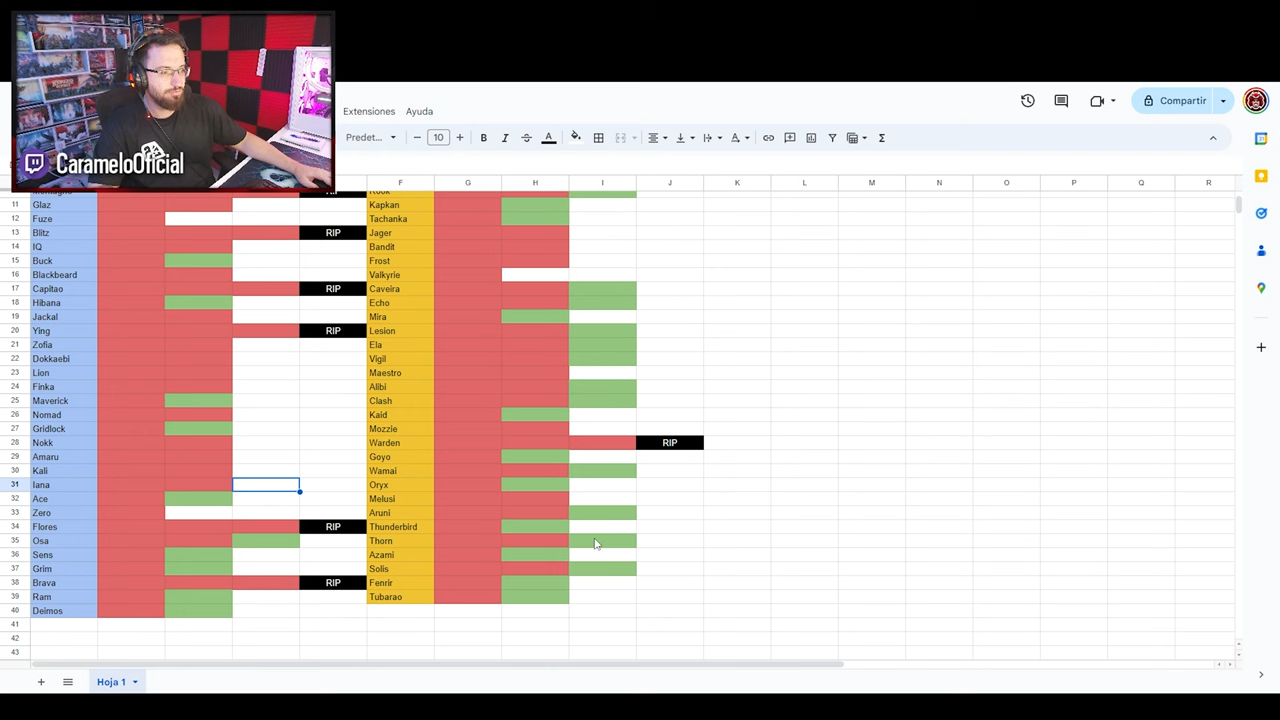 CarameloOficial
Extensiones Ayuda
Compartir
Predet... 10 B I A
F G H I J K L M N O P Q R
RIP
11 Glaz Kapkan
12 Fuze Tachanka
13 Blitz RIP Jager
14 IQ Bandit
15 Buck Frost
16 Blackbeard Valkyrie
17 Capitao RIP Caveira
18 Hibana Echo
19 Jackal Mira
20 Ying RIP Lesion
21 Zofia Ela
22 Dokkaebi Vigil
23 Lion Maestro
24 Finka Alibi
25 Maverick Clash
26 Nomad Kaid
27 Gridlock Mozzie
28 Nokk Warden RIP
29 Amaru Goyo
30 Kali Wamai
31 Iana Oryx
32 Ace Melusi
33 Zero Aruni
34 Flores RIP Thunderbird
35 Osa Thorn
36 Sens Azami
37 Grim Solis
38 Brava RIP Fenrir
39 Ram Tubarao
40 Deimos
41
42
43
Hoja 1